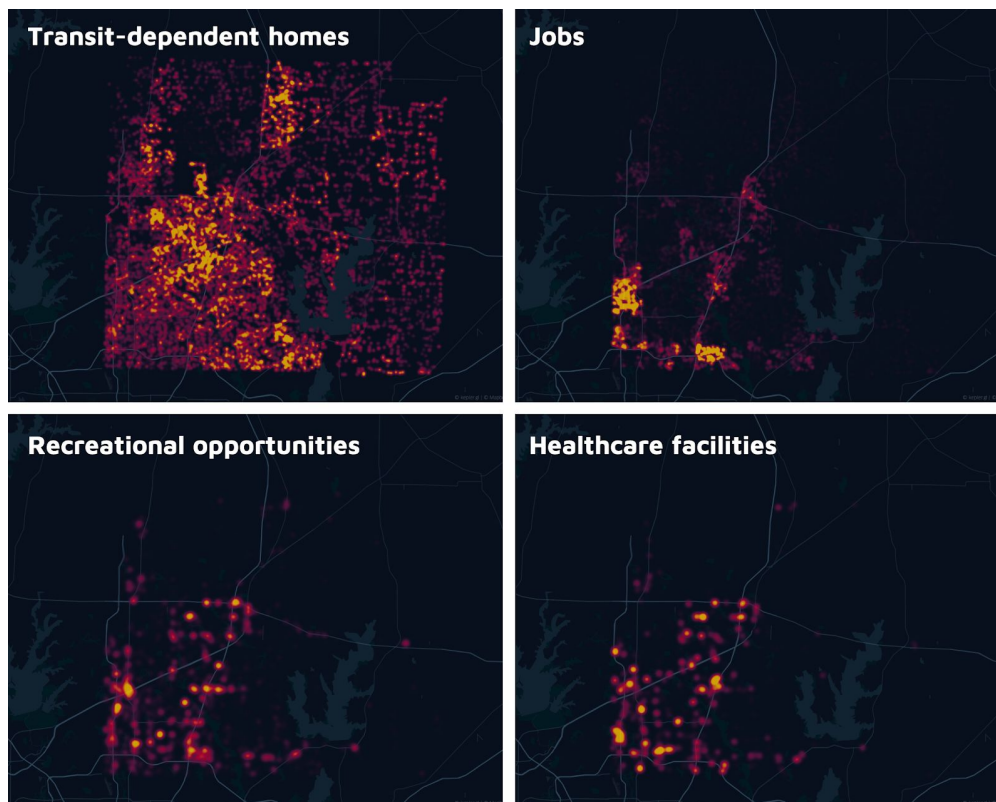 Transit-dependent homes
Jobs
Recreational opportunities
Healthcare facilities